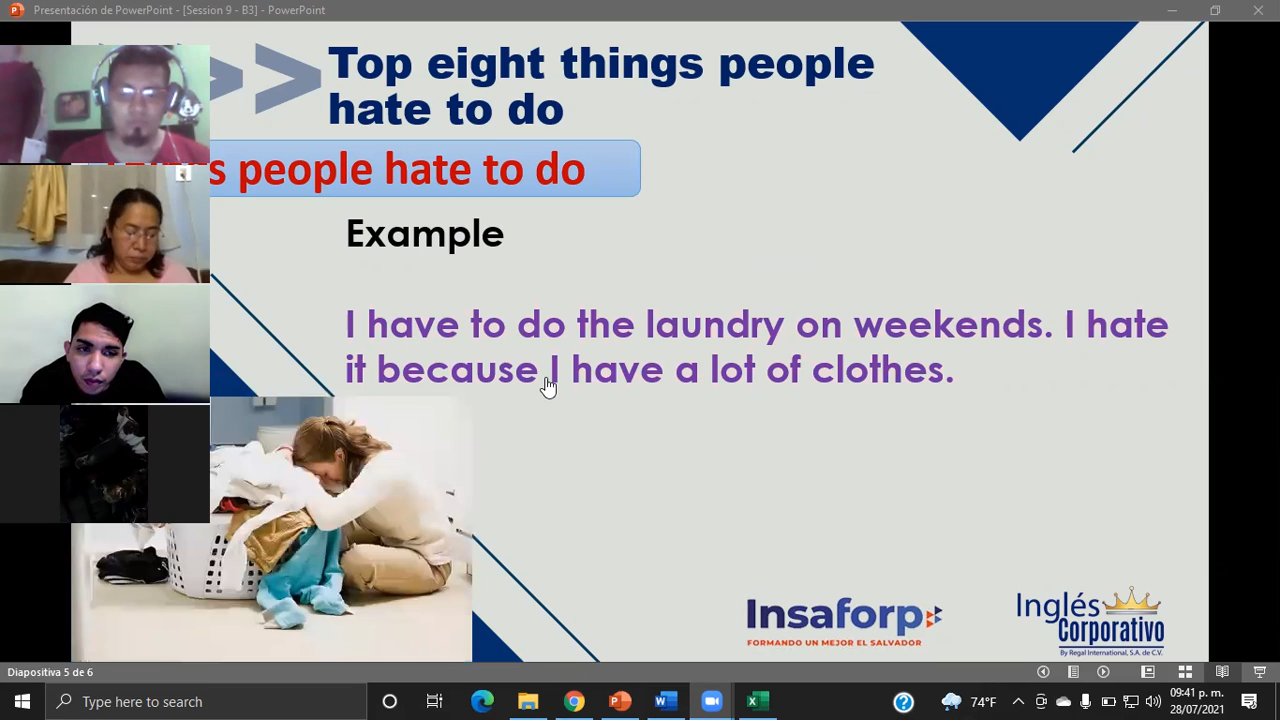 Presentación de PowerPoint - [Session 9 - B3] - PowerPoint
Top eight things people
hate to do
people hate to do
Example
I have to do the laundry on weekends. I hate
it because I have a lot of clothes.
Insaforp
FORMANDO UN MEJOR EL SALVADOR
Inglés
Corporativo
By Regal International, S.A. de C.V.
Diapositiva 5 de 6
Type here to search
74°F
09:41 p. m.
28/07/2021